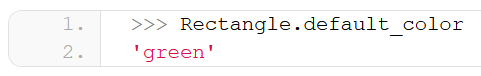 1. >>> Rectangle.default_color
2. 'green'